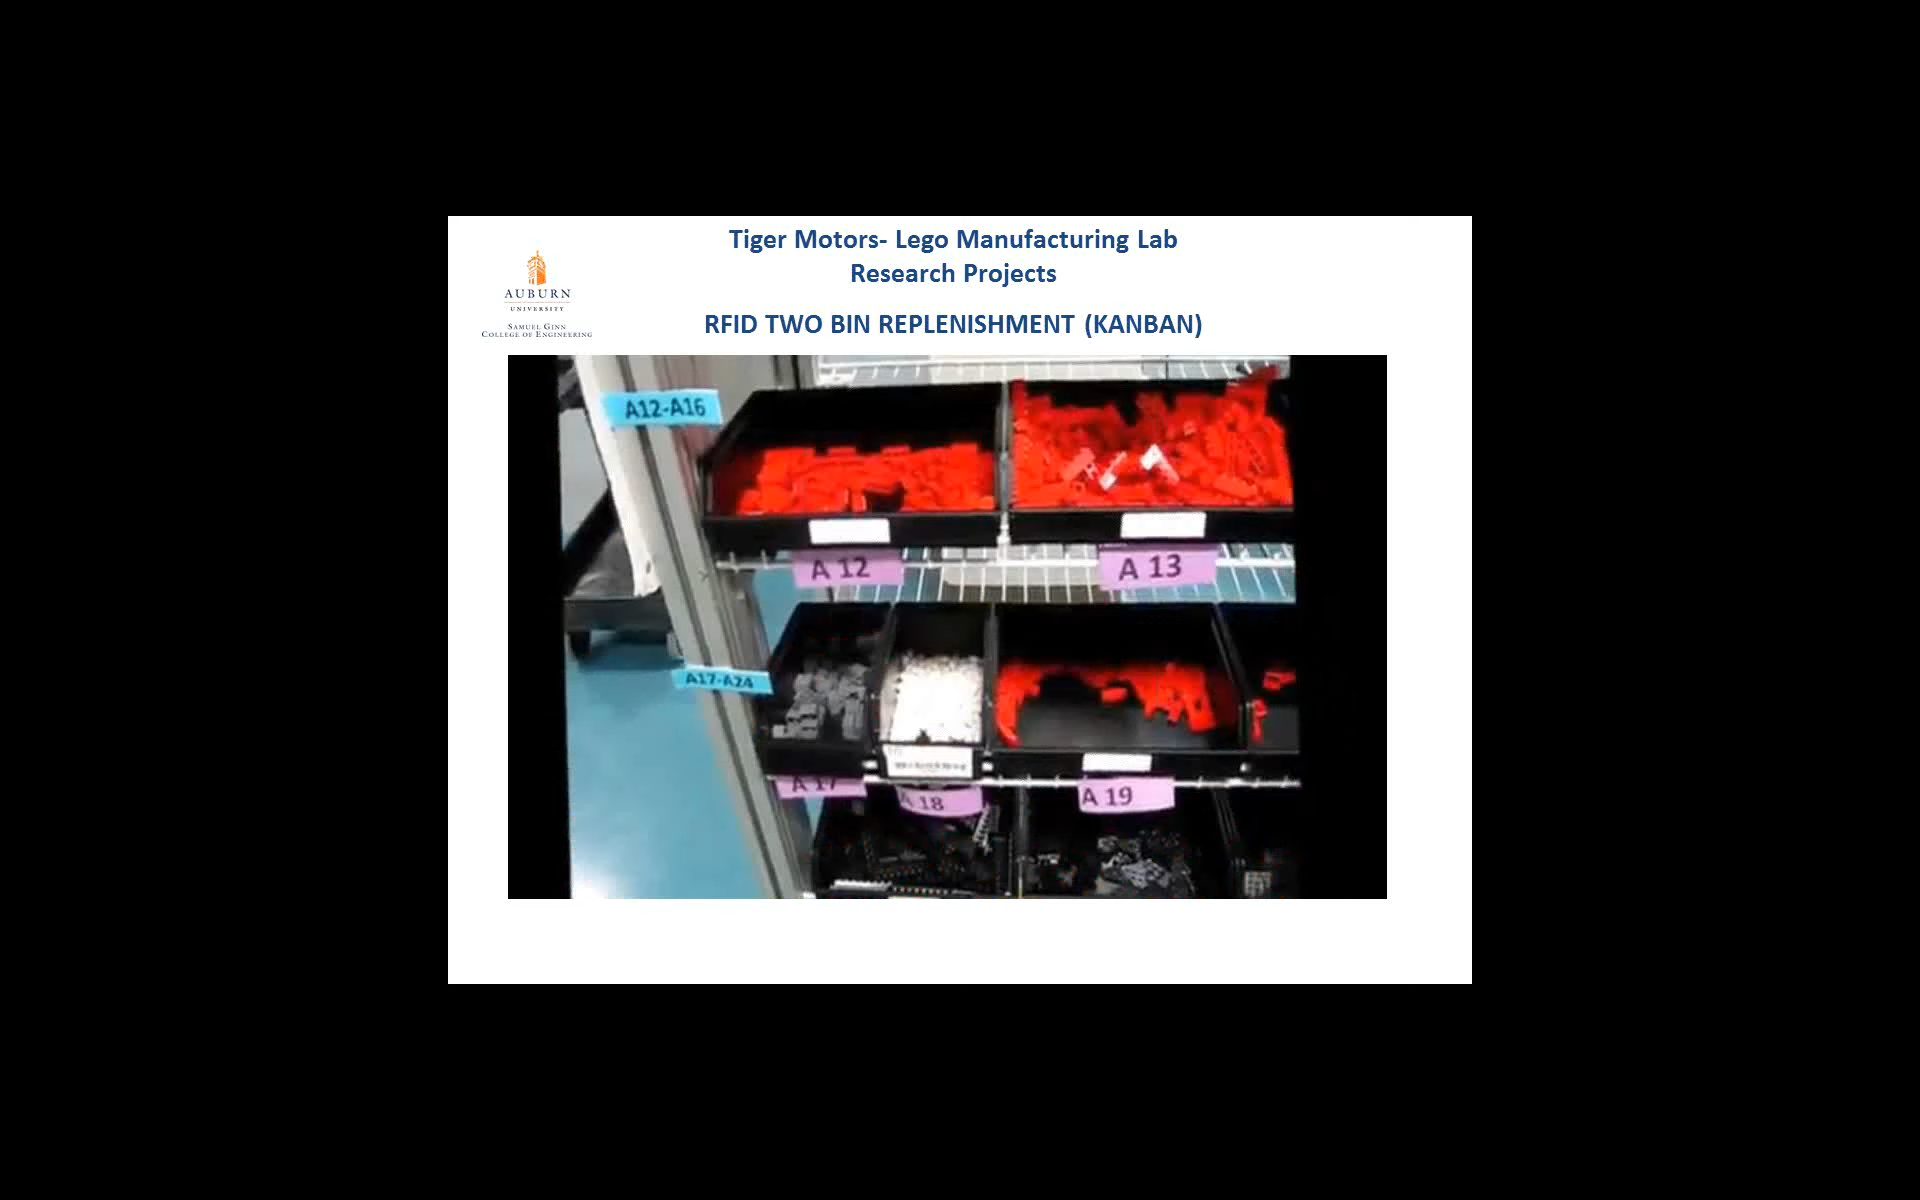 Tiger Motors- Lego Manufacturing Lab
Research Projects
AUBURN
UNIVERSITY
SAMUEL GINN
COLLEGE OF ENGINEERING
RFID TWO BIN REPLENISHMENT (KANBAN)
A12-A16
A 12
A 13
A17-A24
A 17
A 18
A 19